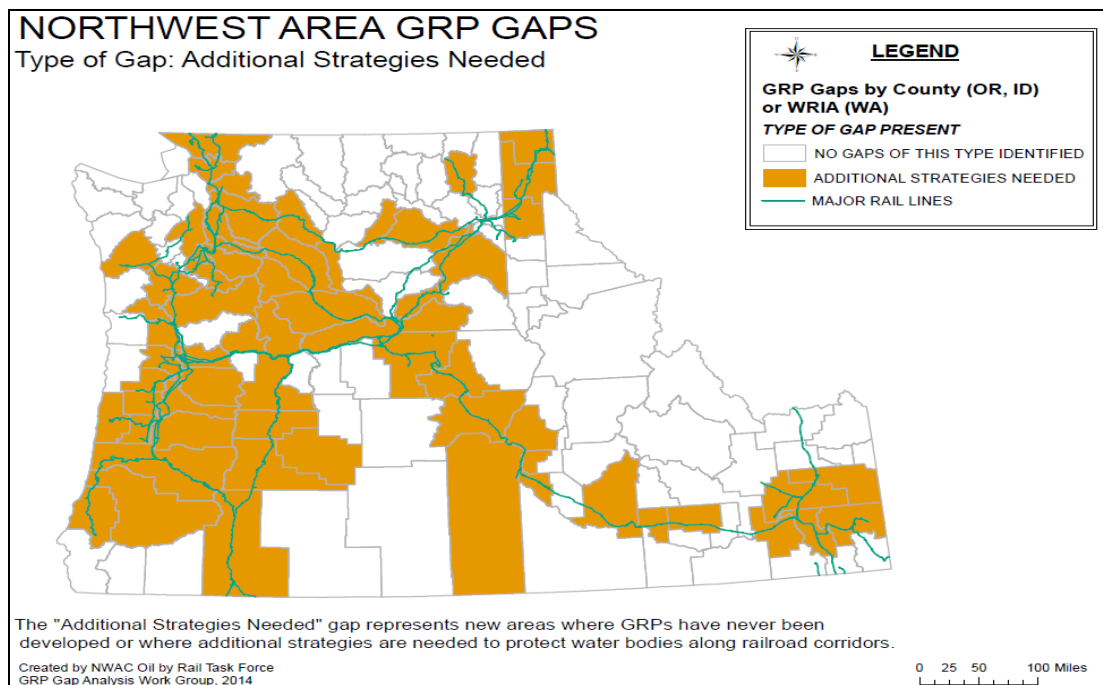 NORTHWEST AREA GRP GAPS
Type of Gap: Additional Strategies Needed
LEGEND
GRP Gaps by County (OR, ID)
or WRIA (WA)
TYPE OF GAP PRESENT
NO GAPS OF THIS TYPE IDENTIFIED
ADDITIONAL STRATEGIES NEEDED
MAJOR RAIL LINES
The "Additional Strategies Needed" gap represents new areas where GRPs have never been
developed or where additional strategies are needed to protect water bodies along railroad corridors.
Created by NWAC Oil by Rail Task Force
GRP Gap Analysis Work Group, 2014
0 25 50 100 Miles